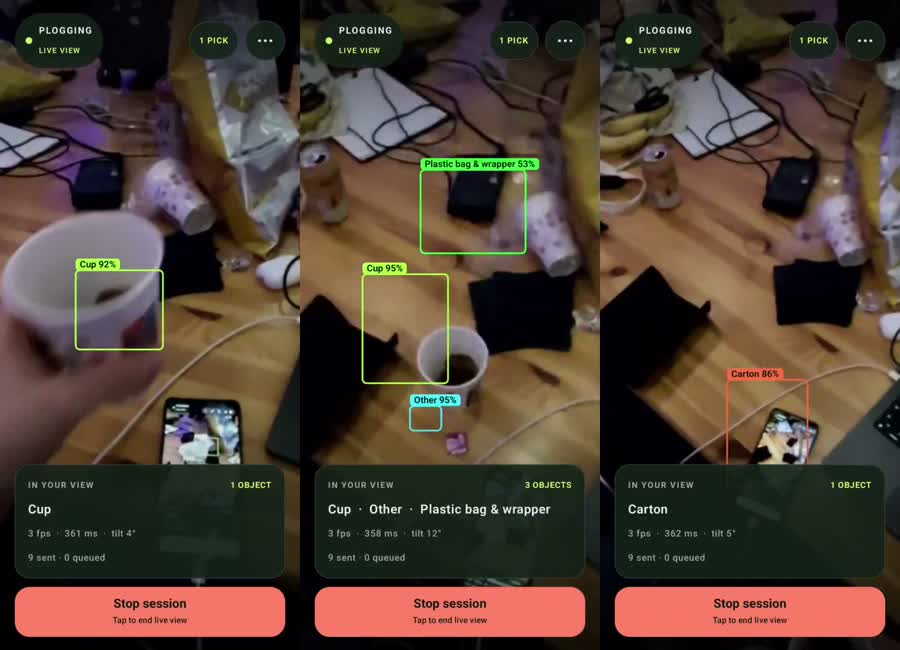 PLOGGING
LIVE VIEW
1 PICK
Cup 92%
IN YOUR VIEW
1 OBJECT
Cup
3 fps · 361 ms · tilt 4°
9 sent · 0 queued
Stop session
Tap to end live view
PLOGGING
LIVE VIEW
1 PICK
Plastic bag & wrapper 53%
Cup 95%
Other 95%
IN YOUR VIEW
3 OBJECTS
Cup · Other · Plastic bag & wrapper
3 fps · 358 ms · tilt 12°
9 sent · 0 queued
Stop session
Tap to end live view
PLOGGING
LIVE VIEW
1 PICK
Carton 86%
IN YOUR VIEW
1 OBJECT
Carton
3 fps · 362 ms · tilt 5°
9 sent · 0 queued
Stop session
Tap to end live view